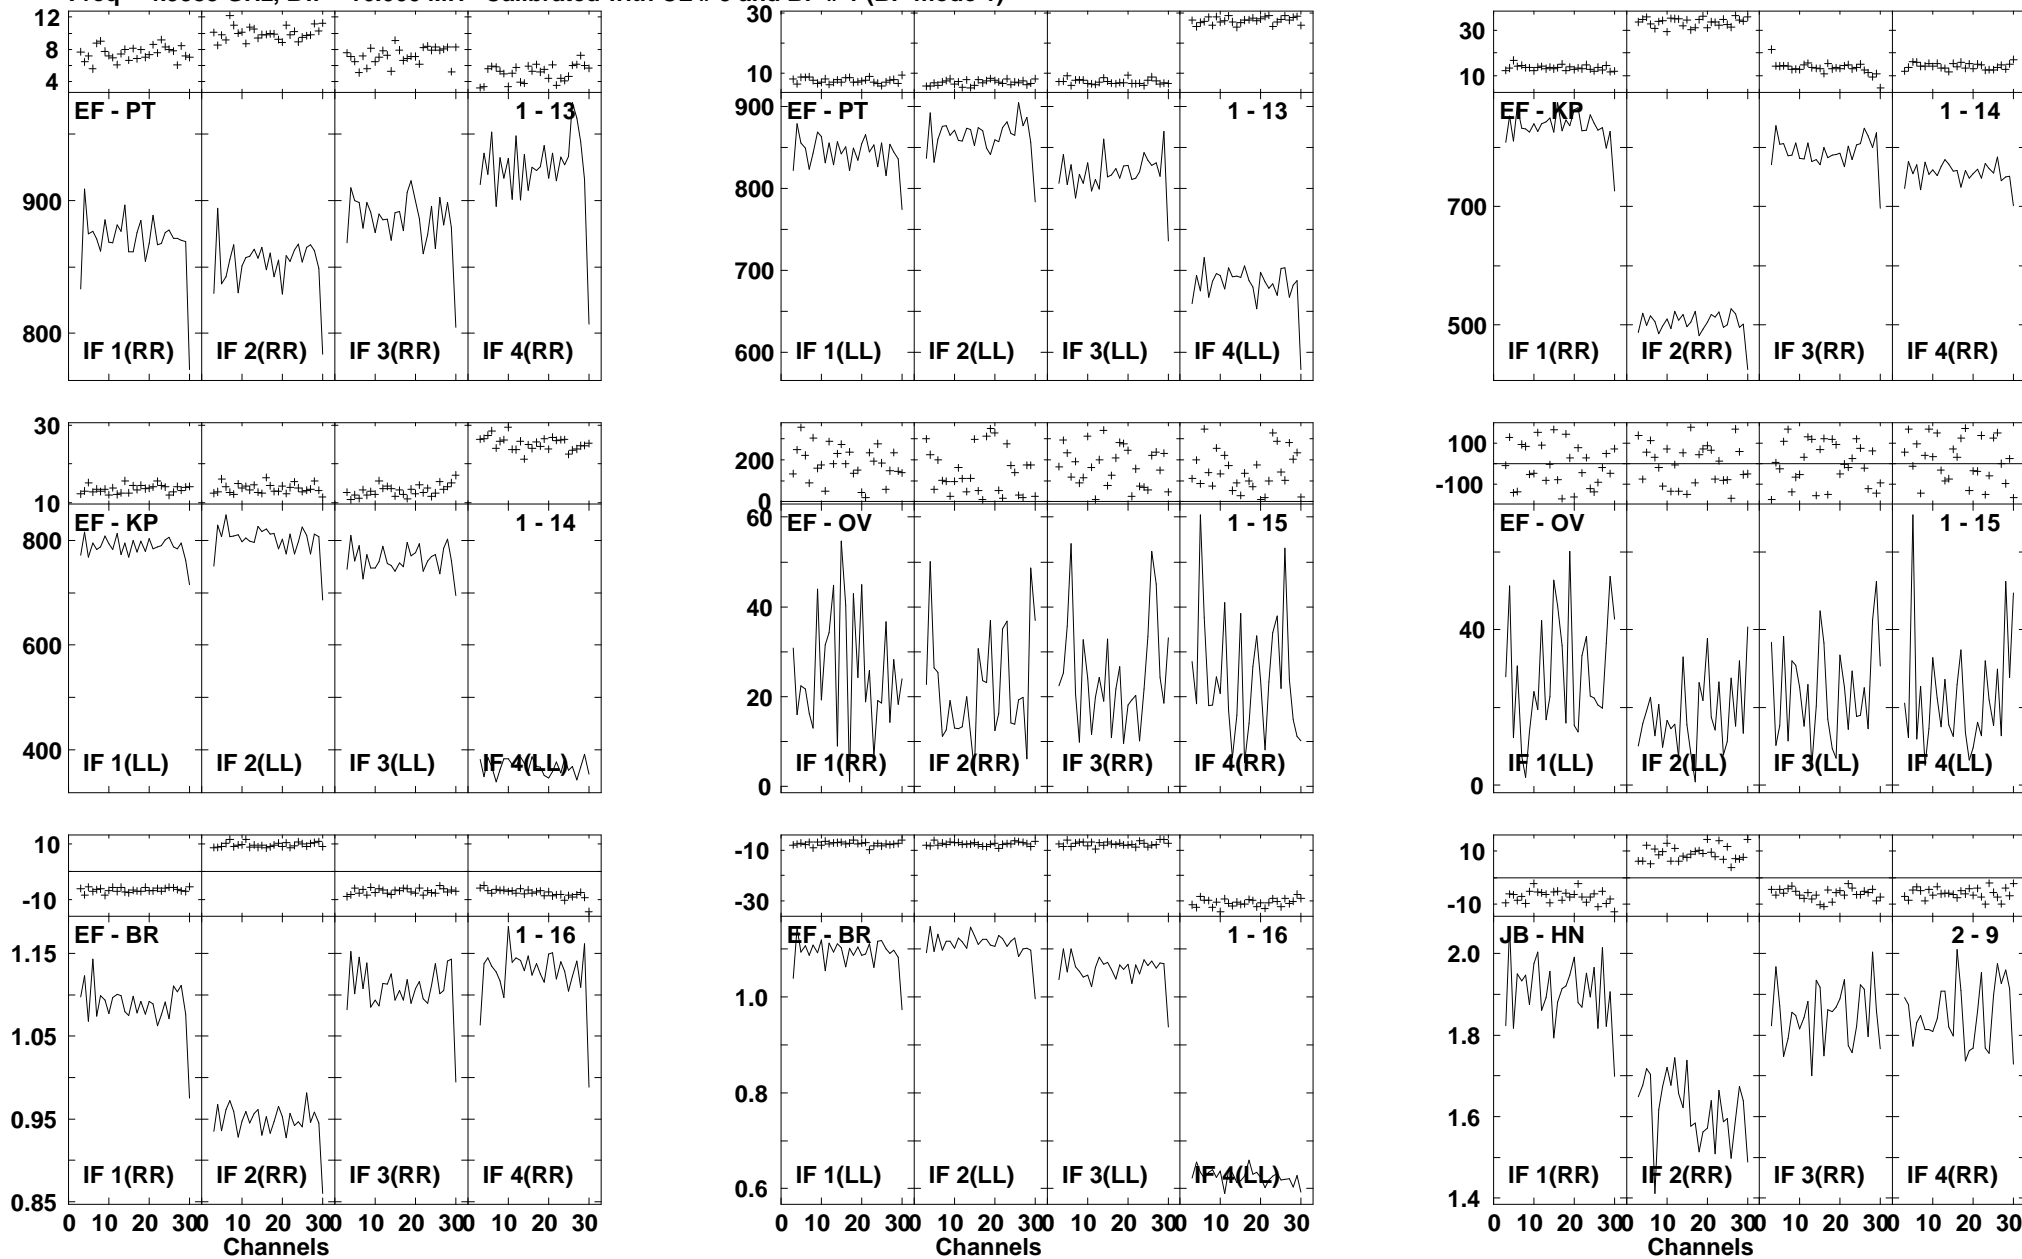 12 8 4
30 10
30 10
EF - PT 1 - 13
900 800
IF 1(RR) IF 2(RR) IF 3(RR) IF 4(RR)
EF - PT 1 - 13
900 800 700 600
IF 1(LL) IF 2(LL) IF 3(LL) IF 4(LL)
EF - KP 1 - 14
700 500
IF 1(RR) IF 2(RR) IF 3(RR) IF 4(RR)
30 10
200 0
100 -100
EF - KP 1 - 14
800 600 400
IF 1(LL) IF 2(LL) IF 3(LL) IF 4(LL)
EF - OV 1 - 15
60 40 20 0
IF 1(RR) IF 2(RR) IF 3(RR) IF 4(RR)
EF - OV 1 - 15
40 0
IF 1(LL) IF 2(LL) IF 3(LL) IF 4(LL)
10 -10
-10 -30
10 -10
EF - BR 1 - 16
1.15 1.05 0.95 0.85
IF 1(RR) IF 2(RR) IF 3(RR) IF 4(RR)
0 10 20 30 0 10 20 30 0 10 20 30 0 10 20 30
Channels
EF - BR 1 - 16
1.0 0.8 0.6
IF 1(LL) IF 2(LL) IF 3(LL) IF 4(LL)
0 10 20 30 0 10 20 30 0 10 20 30 0 10 20 30
Channels
JB - HN 2 - 9
2.0 1.8 1.6 1.4
IF 1(RR) IF 2(RR) IF 3(RR) IF 4(RR)
0 10 20 30 0 10 20 30 0 10 20 30 0 10 20 30
Channels